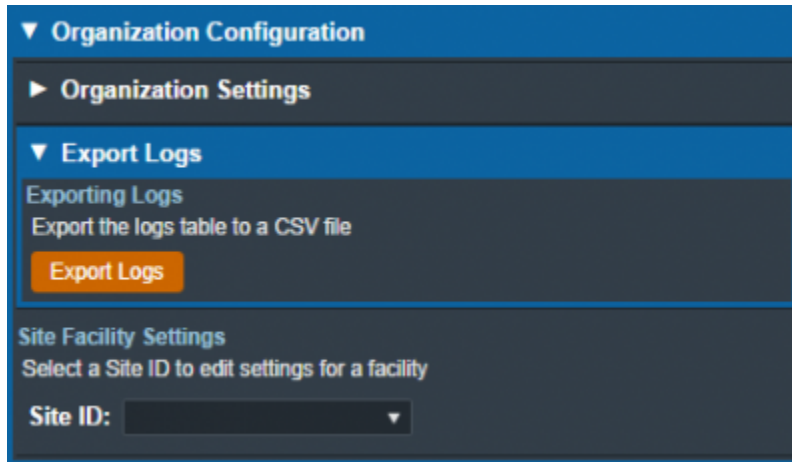 Organization Configuration
Organization Settings
Export Logs
Exporting Logs
Export the logs table to a CSV file
Export Logs
Site Facility Settings
Select a Site ID to edit settings for a facility
Site ID: